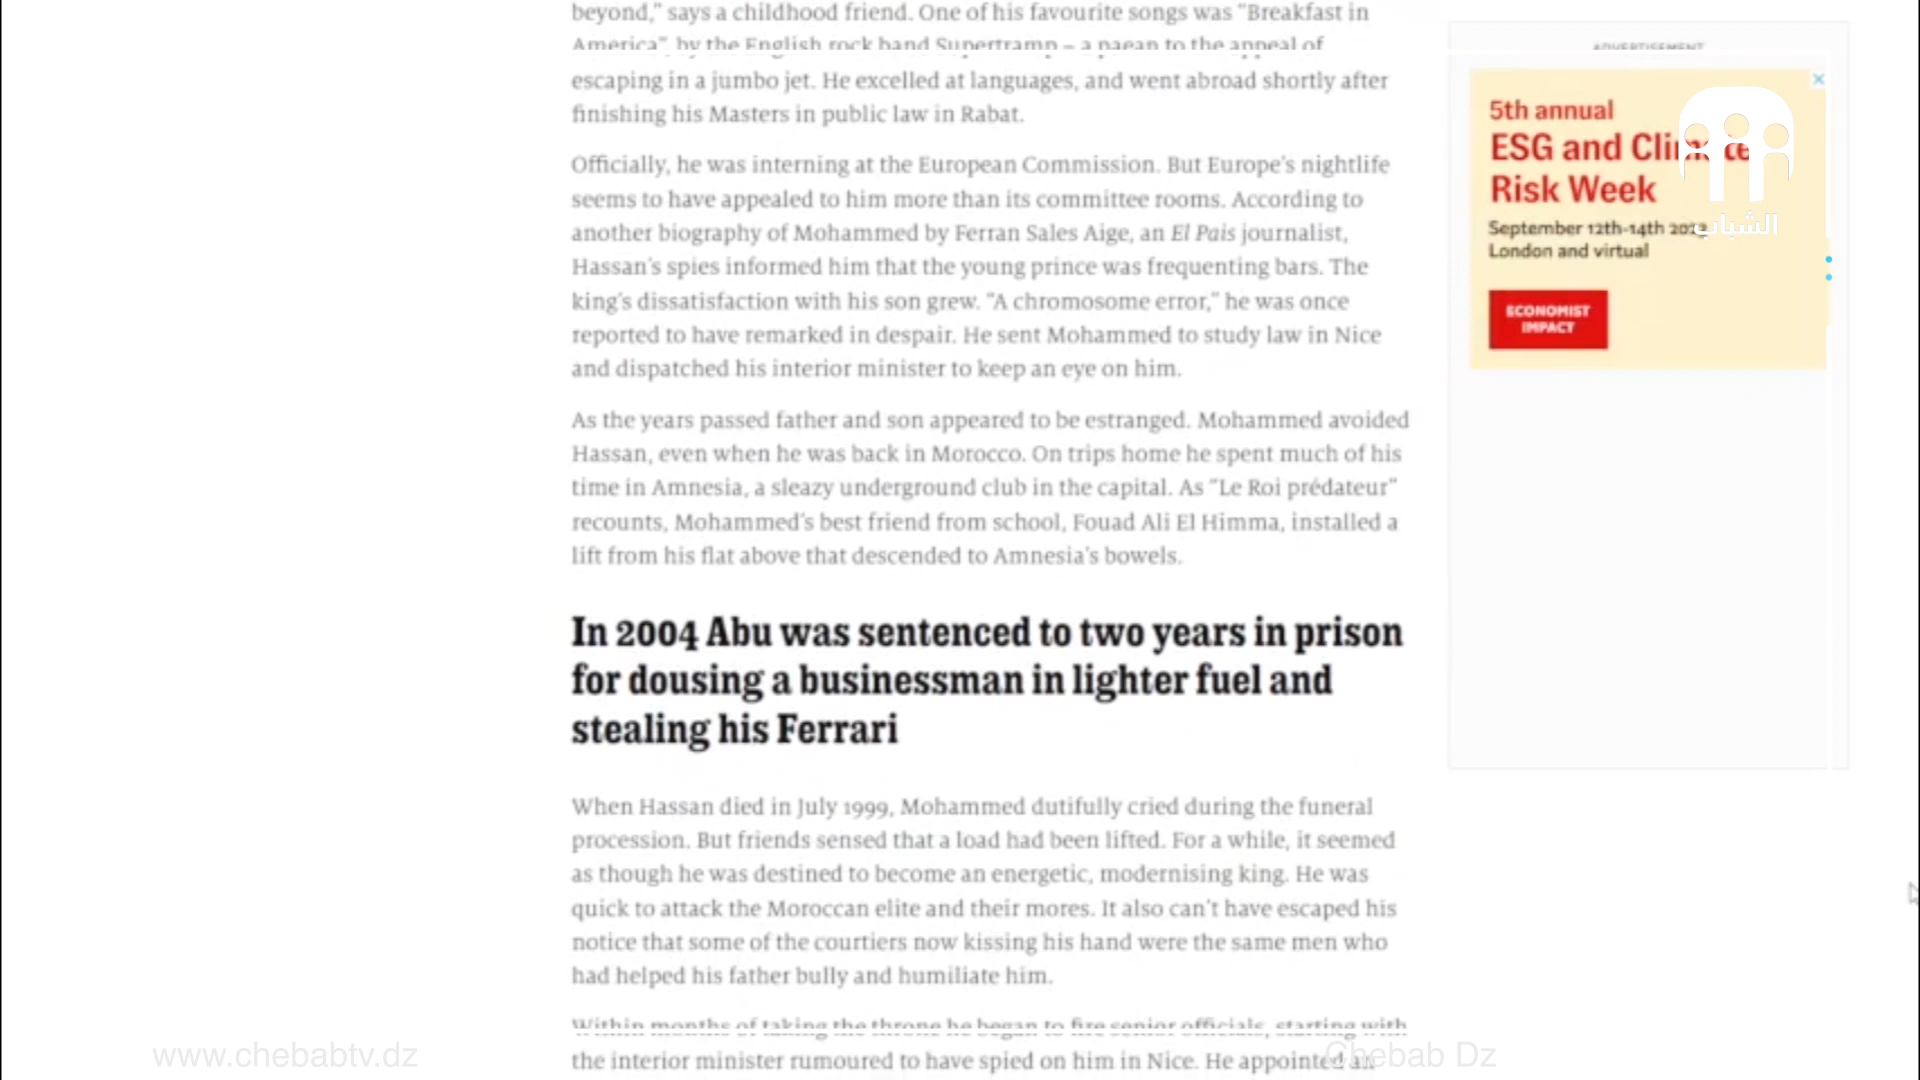 beyond,” says a childhood friend. One of his favourite songs was “Breakfast in
America”, by the English rock band Supertramp – a paean to the appeal of
escaping in a jumbo jet. He excelled at languages, and went abroad shortly after
finishing his Masters in public law in Rabat.
Officially, he was interning at the European Commission. But Europe’s nightlife
seems to have appealed to him more than its committee rooms. According to
another biography of Mohammed by Ferran Sales Aige, an El Pais journalist,
Hassan’s spies informed him that the young prince was frequenting bars. The
king’s dissatisfaction with his son grew. “A chromosome error,” he was once
reported to have remarked in despair. He sent Mohammed to study law in Nice
and dispatched his interior minister to keep an eye on him.
As the years passed father and son appeared to be estranged. Mohammed avoided
Hassan, even when he was back in Morocco. On trips home he spent much of his
time in Amnesia, a sleazy underground club in the capital. As “Le Roi prédateur”
recounts, Mohammed’s best friend from school, Fouad Ali El Himma, installed a
lift from his flat above that descended to Amnesia’s bowels.
In 2004 Abu was sentenced to two years in prison
for dousing a businessman in lighter fuel and
stealing his Ferrari
When Hassan died in July 1999, Mohammed dutifully cried during the funeral
procession. But friends sensed that a load had been lifted. For a while, it seemed
as though he was destined to become an energetic, modernising king. He was
quick to attack the Moroccan elite and their mores. It also can’t have escaped his
notice that some of the courtiers now kissing his hand were the same men who
had helped his father bully and humiliate him.
Within months of taking the throne he began to fire senior officials, starting with
the interior minister rumoured to have spied on him in Nice. He appointed an
ADVERTISEMENT
5th annual
ESG and Climate
Risk Week
September 12th-14th
London and virtual
ECONOMIST
IMPACT
الشباب
www.chebabtv.dz
Chebab Dz